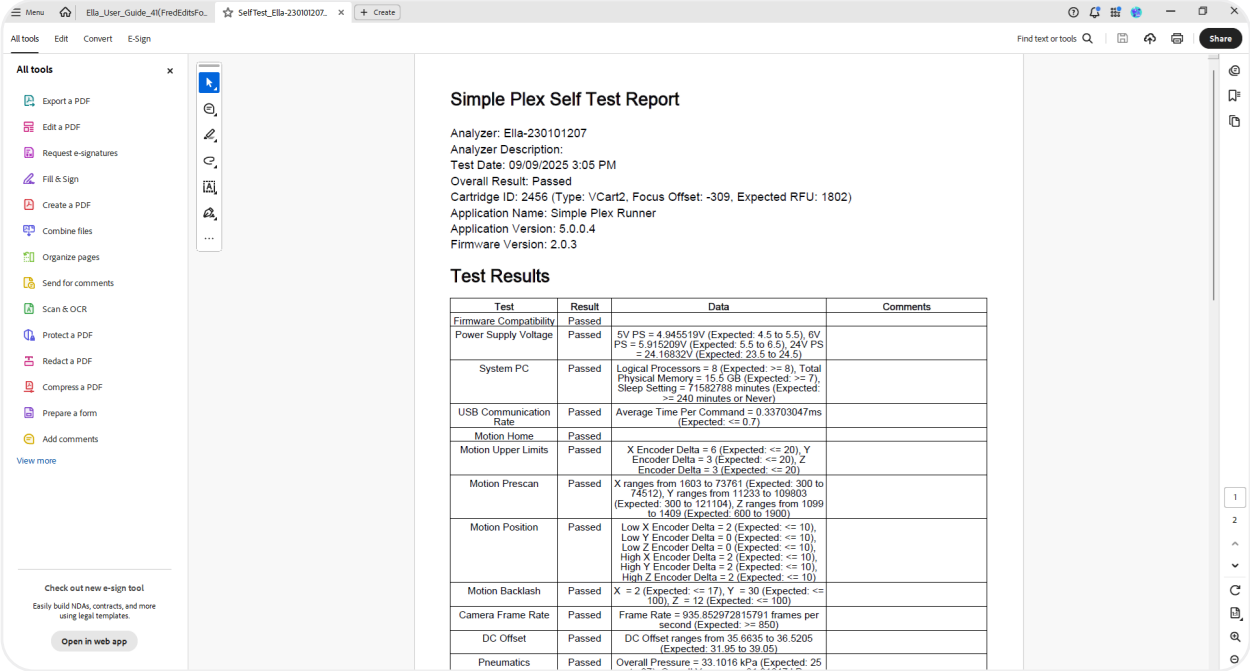 Menu
Ella_User_Guide_41(FredEditsFo...
SelfTest_Ella-230101207...
+ Create
All tools
Edit
Convert
E-Sign
Find text or tools
Share
All tools
Export a PDF
Edit a PDF
Request e-signatures
Fill & Sign
Create a PDF
Combine files
Organize pages
Send for comments
Scan & OCR
Protect a PDF
Redact a PDF
Compress a PDF
Prepare a form
Add comments
View more
Check out new e-sign tool
Easily build NDAs, contracts, and more
using legal templates.
Open in web app
Simple Plex Self Test Report
Analyzer: Ella-230101207
Analyzer Description:
Test Date: 09/09/2025 3:05 PM
Overall Result: Passed
Cartridge ID: 2456 (Type: VCart2, Focus Offset: -309, Expected RFU: 1802)
Application Name: Simple Plex Runner
Application Version: 5.0.0.4
Firmware Version: 2.0.3
Test Results
Test Result Data Comments
Firmware Compatibility Passed
Power Supply Voltage Passed 5V PS = 4.945519V (Expected: 4.5 to 5.5), 6V
PS = 5.915209V (Expected: 5.5 to 6.5), 24V PS
= 24.16832V (Expected: 23.5 to 24.5)
System PC Passed Logical Processors = 8 (Expected: >= 8), Total
Physical Memory = 15.5 GB (Expected: >= 7),
Sleep Setting = 71582788 minutes (Expected:
>= 240 minutes or Never)
USB Communication Passed Average Time Per Command = 0.33703047ms
Rate (Expected: <= 0.7)
Motion Home Passed
Motion Upper Limits Passed X Encoder Delta = 6 (Expected: <= 20), Y
Encoder Delta = 3 (Expected: <= 20), Z
Encoder Delta = 3 (Expected: <= 20)
Motion Prescan Passed X ranges from 1603 to 73761 (Expected: 300 to
74512), Y ranges from 11233 to 109803
(Expected: 300 to 121104), Z ranges from 1099
to 1409 (Expected: 600 to 1900)
Motion Position Passed Low X Encoder Delta = 2 (Expected: <= 10),
Low Y Encoder Delta = 0 (Expected: <= 10),
Low Z Encoder Delta = 0 (Expected: <= 10),
High X Encoder Delta = 2 (Expected: <= 10),
High Y Encoder Delta = 2 (Expected: <= 10),
High Z Encoder Delta = 2 (Expected: <= 10)
Motion Backlash Passed X = 2 (Expected: <= 17), Y = 30 (Expected: <=
100), Z = 12 (Expected: <= 100)
Camera Frame Rate Passed Frame Rate = 935.852972815791 frames per
second (Expected: >= 850)
DC Offset Passed DC Offset ranges from 35.6635 to 36.5205
(Expected: 31.95 to 39.05)
Pneumatics Passed Overall Pressure = 33.1016 kPa (Expected: 25
1
2